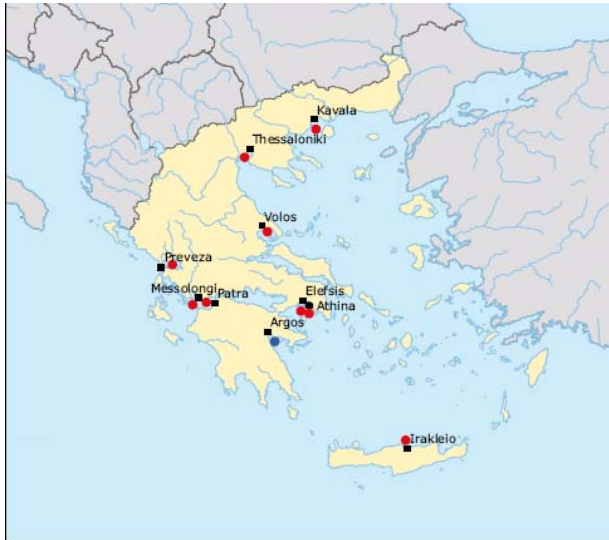 Kavala
Thessaloniki
Volos
Preveza
Messolongi
Patra
Elefsis
Athina
Argos
Irakleio